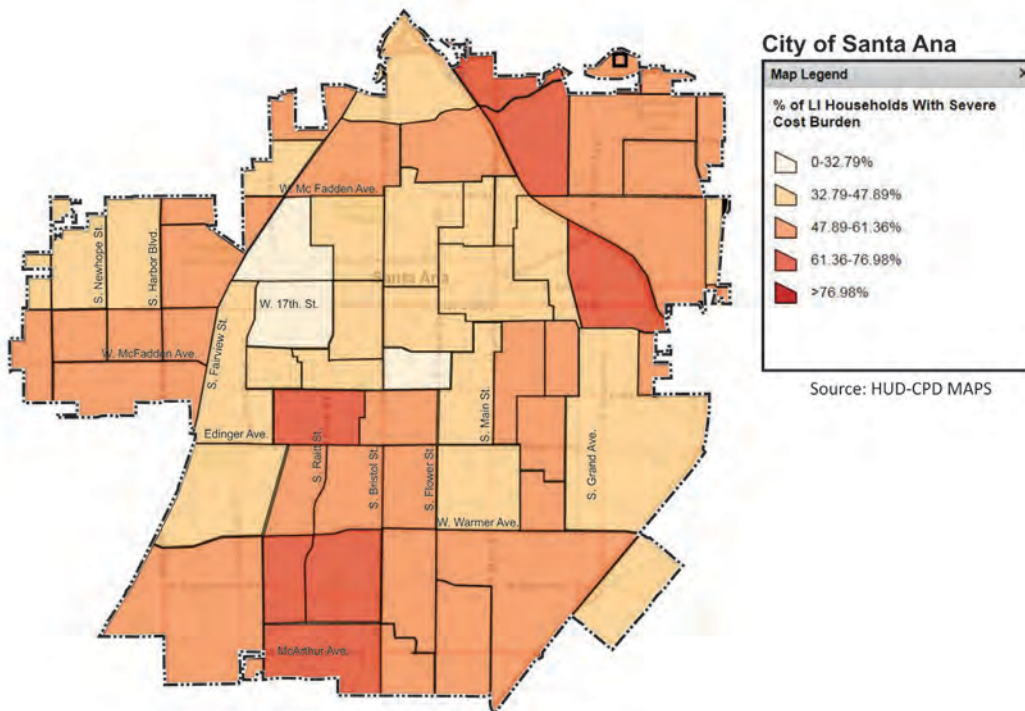 City of Santa Ana
Map Legend
% of LI Households With Severe
Cost Burden
0-32.79%
32.79-47.89%
47.89-61.36%
61.36-76.98%
>76.98%
Source: HUD-CPD MAPS
W. Mc Fadden Ave.
S. Newhope St.
S. Harbor Blvd.
Santa Ana
W. 17th. St.
S. Fairview St.
W. McFadden Ave.
S. Main St.
Edinger Ave.
S. Raitt St.
S. Bristol St.
S. Flower St
S. Grand Ave.
W. Warmer Ave.
McArthur Ave.